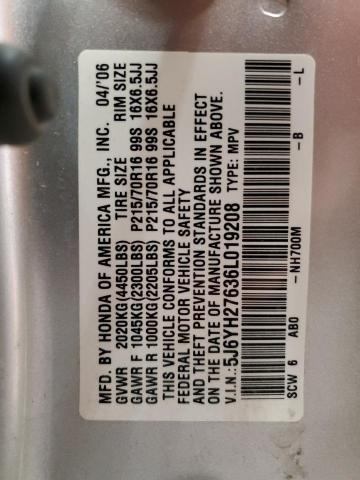 MFD. BY HONDA OF AMERICA MFG., INC. 04/'06
GVWR 2020KG(4450LBS) TIRE SIZE RIM SIZE
GAWR F 1045KG(2300LBS) P215/70R16 99S 16X6.5JJ
GAWR R 1000KG(2205LBS) P215/70R16 99S 16X6.5JJ
THIS VEHICLE CONFORMS TO ALL APPLICABLE
FEDERAL MOTOR VEHICLE SAFETY
AND THEFT PREVENTION STANDARDS IN EFFECT
ON THE DATE OF MANUFACTURE SHOWN ABOVE.
V.I.N.: 5J6YH27636L019208 TYPE: MPV
SCW 6 AB0 -NH700M -B -L